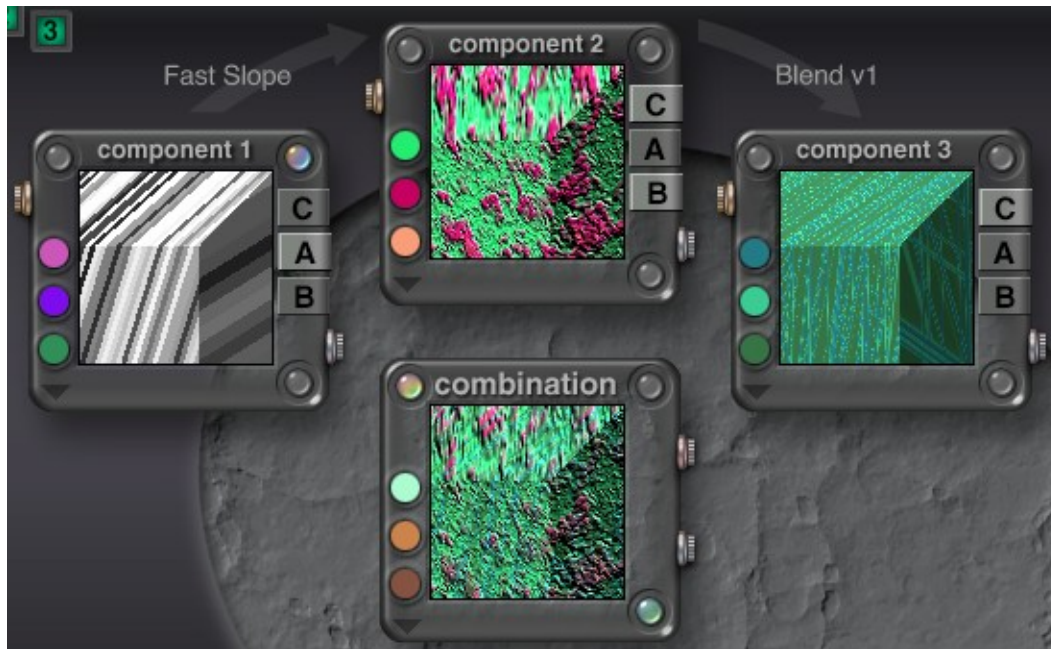 3
component 2
Fast Slope
Blend v1
C
A
B
component 1
C
A
B
component 3
C
A
B
combination